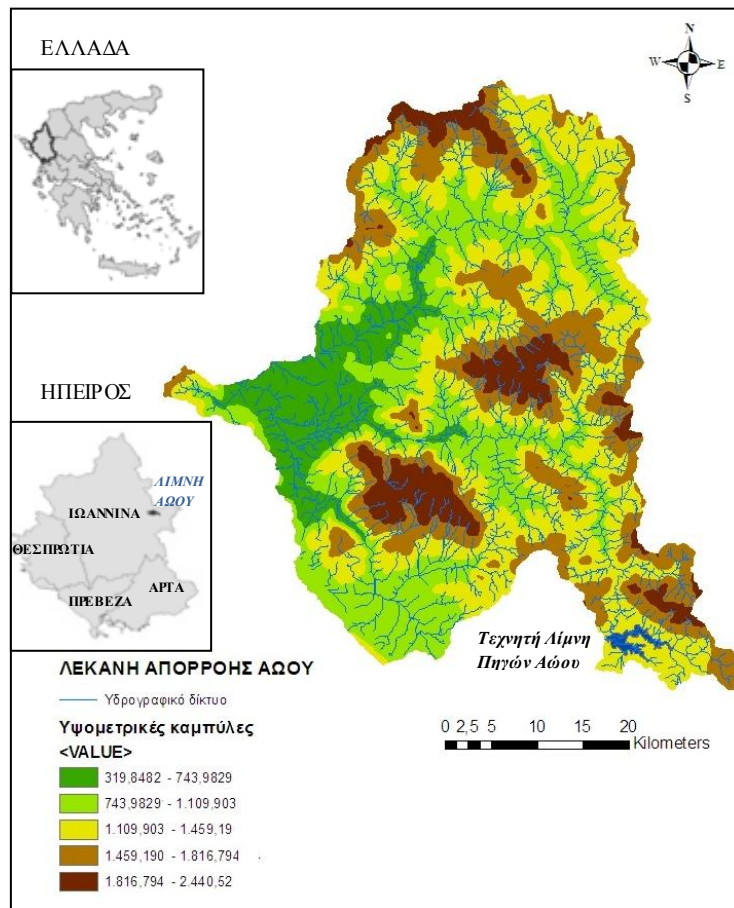 ΕΛΛΑΔΑ
N
W E
S
ΗΠΕΙΡΟΣ
ΛΙΜΝΗ
ΑΩΟΥ
ΙΩΑΝΝΙΝΑ
ΘΕΣΠΡΩΤΙΑ
ΑΡΤΑ
ΠΡΕΒΕΖΑ
Τεχνητή Λίμνη
Πηγών Αώου
ΛΕΚΑΝΗ ΑΠΟΡΡΟΗΣ ΑΩΟΥ
Υδρογραφικό δίκτυο
Υψομετρικές καμπύλες
<VALUE>
319,8482 - 743,9829
743,9829 - 1.109,903
1.109,903 - 1.459,19
1.459,190 - 1.816,794
1.816,794 - 2.440,52
0 2,5 5 10 15 20
Kilometers